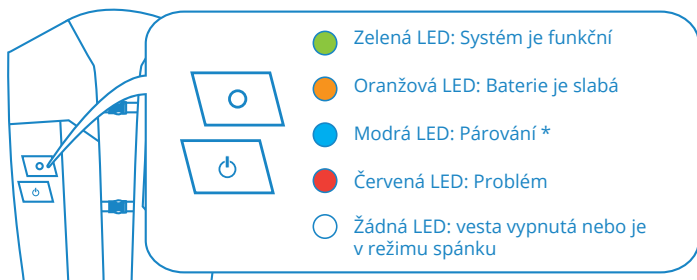 Zelená LED: Systém je funkční
Oranžová LED: Baterie je slabá
Modrá LED: Párování *
Červená LED: Problém
Žádná LED: vesta vypnutá nebo je
v režimu spánku